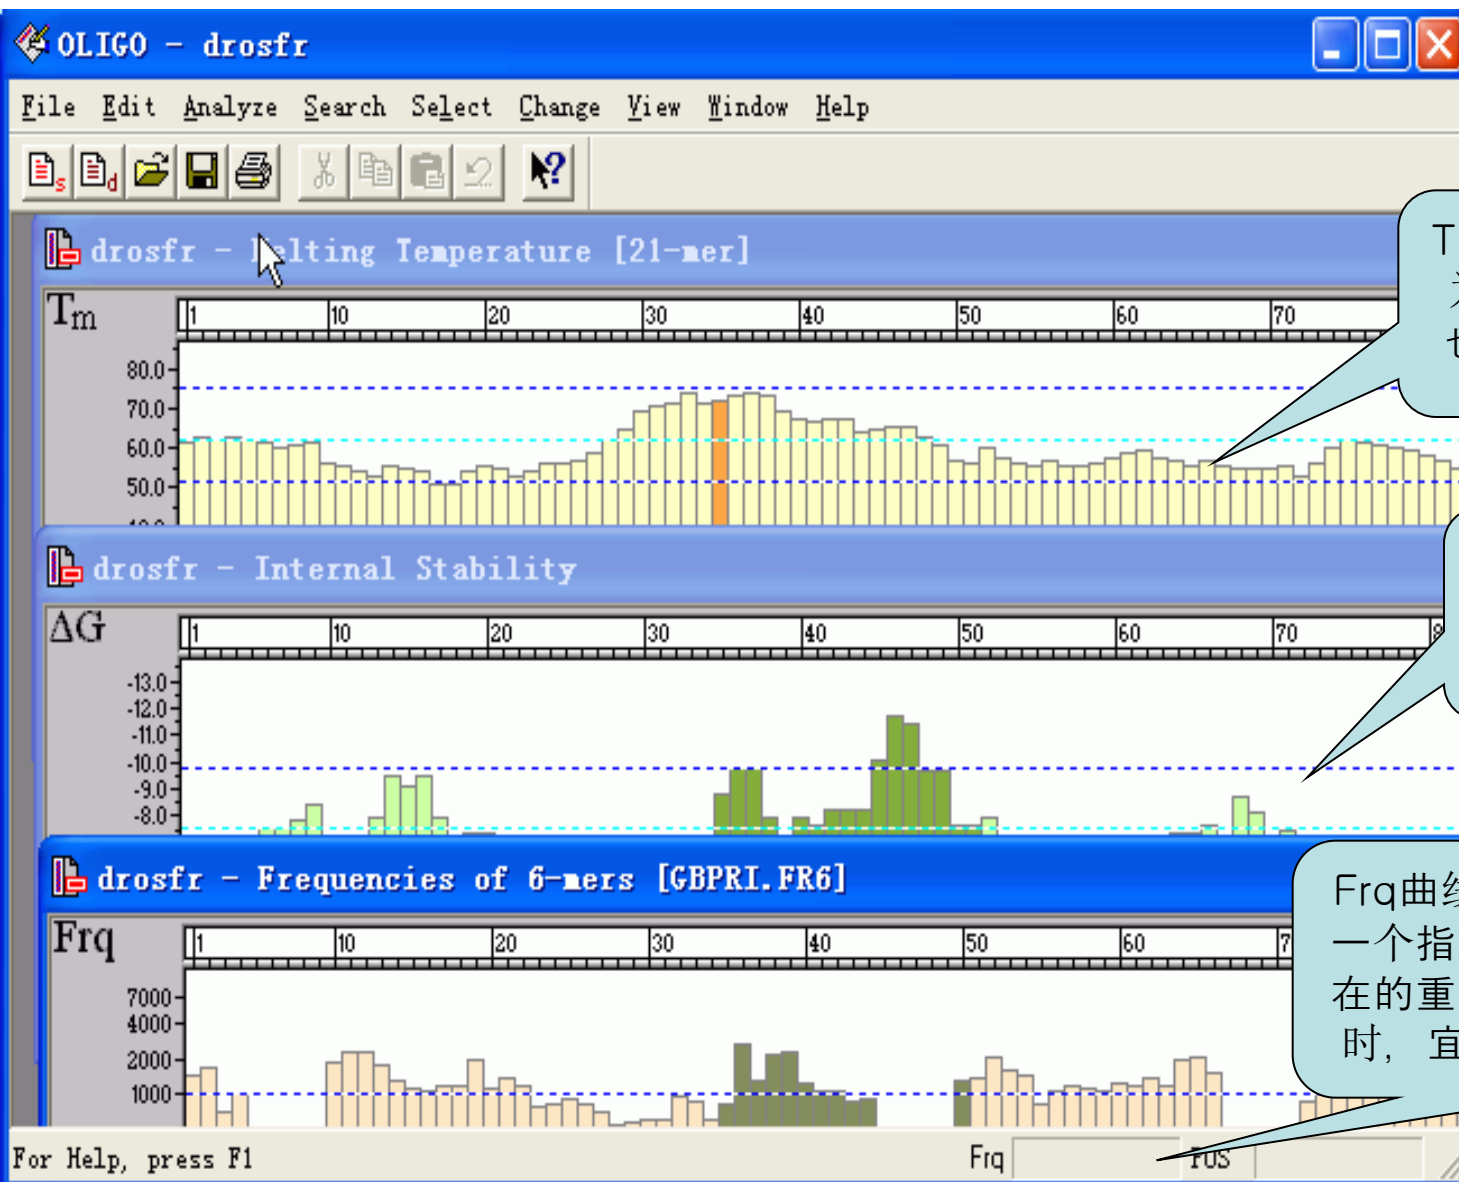 OLIGO - drosfr
File Edit Analyze Search Select Change View Window Help
s d
drosfr - Melting Temperature [21-mer]
Tm
1 10 20 30 40 50 60 70
80.0
70.0
60.0
50.0
T
drosfr - Internal Stability
ΔG
1 10 20 30 40 50 60 70
-13.0
-12.0
-11.0
-10.0
-9.0
-8.0
drosfr - Frequencies of 6-mers [GBPRI.FR6]
Frq
1 10 20 30 40 50 60 7
7000
4000
2000
1000
Frq曲
一个指
在的重
时，宜
For Help, press F1
Frq POS